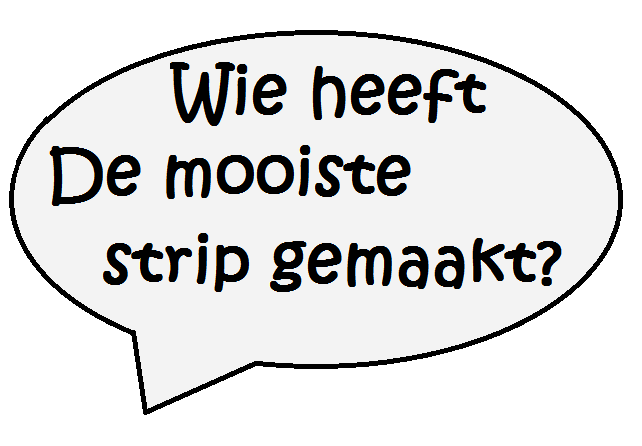 Wie heeft
De mooiste
strip gemaakt?